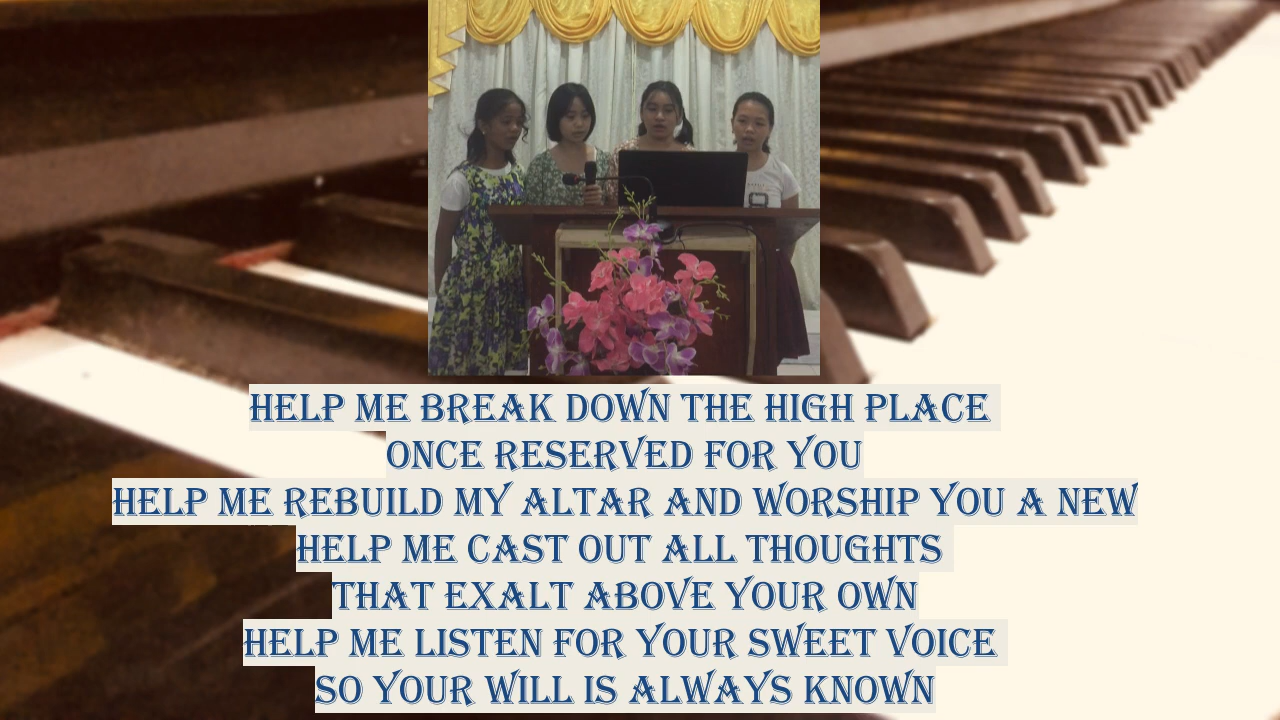 HELP ME BREAK DOWN THE HIGH PLACE
ONCE RESERVED FOR YOU
HELP ME REBUILD MY ALTAR AND WORSHIP YOU A NEW
HELP ME CAST OUT ALL THOUGHTS
THAT EXALT ABOVE YOUR OWN
HELP ME LISTEN FOR YOUR SWEET VOICE
SO YOUR WILL IS ALWAYS KNOWN